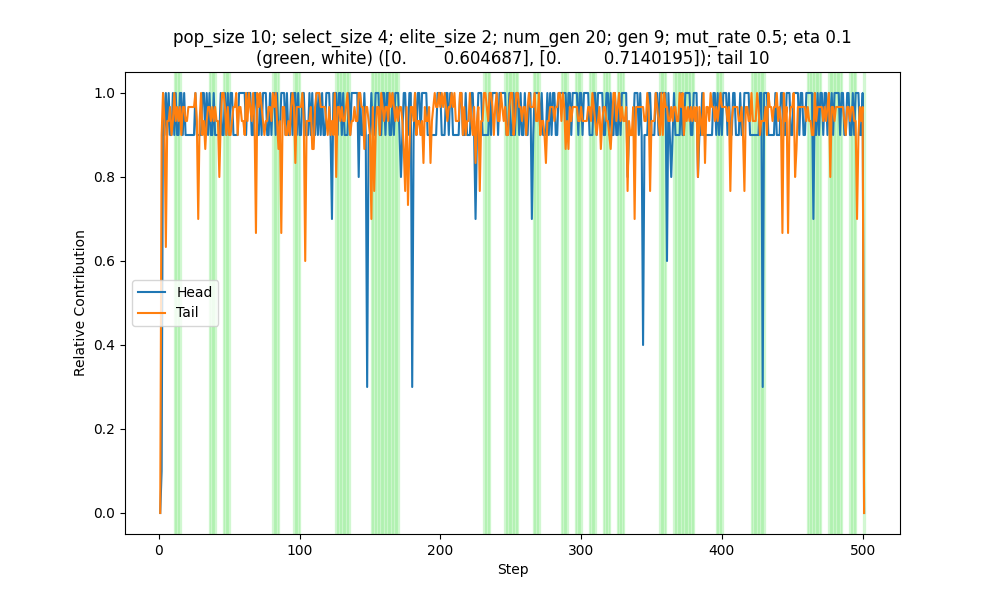 pop_size 10; select_size 4; elite_size 2; num_gen 20; gen 9; mut_rate 0.5; eta 0.1
(green, white) ([0. 0.604687], [0. 0.7140195]); tail 10
1.0
0.8
0.6
0.4
0.2
0.0
Relative Contribution
Head
Tail
0 100 200 300 400 500
Step